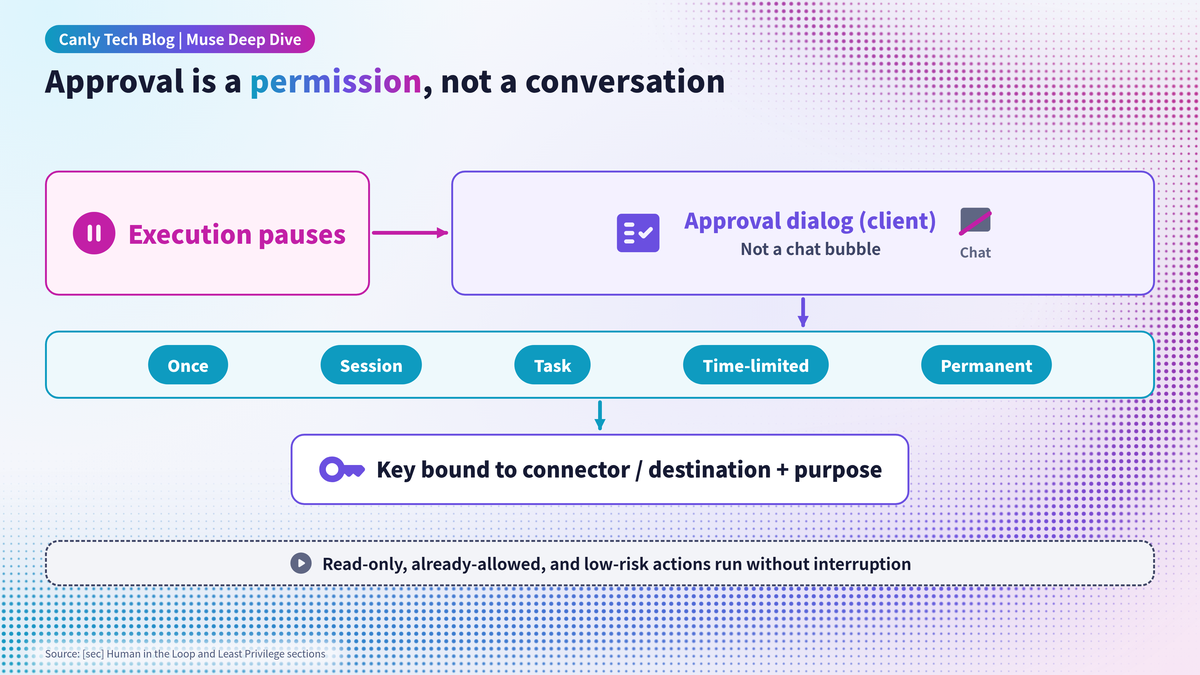 Canly Tech Blog | Muse Deep Dive
Approval is a permission, not a conversation
Execution pauses
Approval dialog (client)
Not a chat bubble
Chat
Once
Session
Task
Time-limited
Permanent
Key bound to connector / destination + purpose
Read-only, already-allowed, and low-risk actions run without interruption
Source: [sec] Human in the Loop and Least Privilege sections